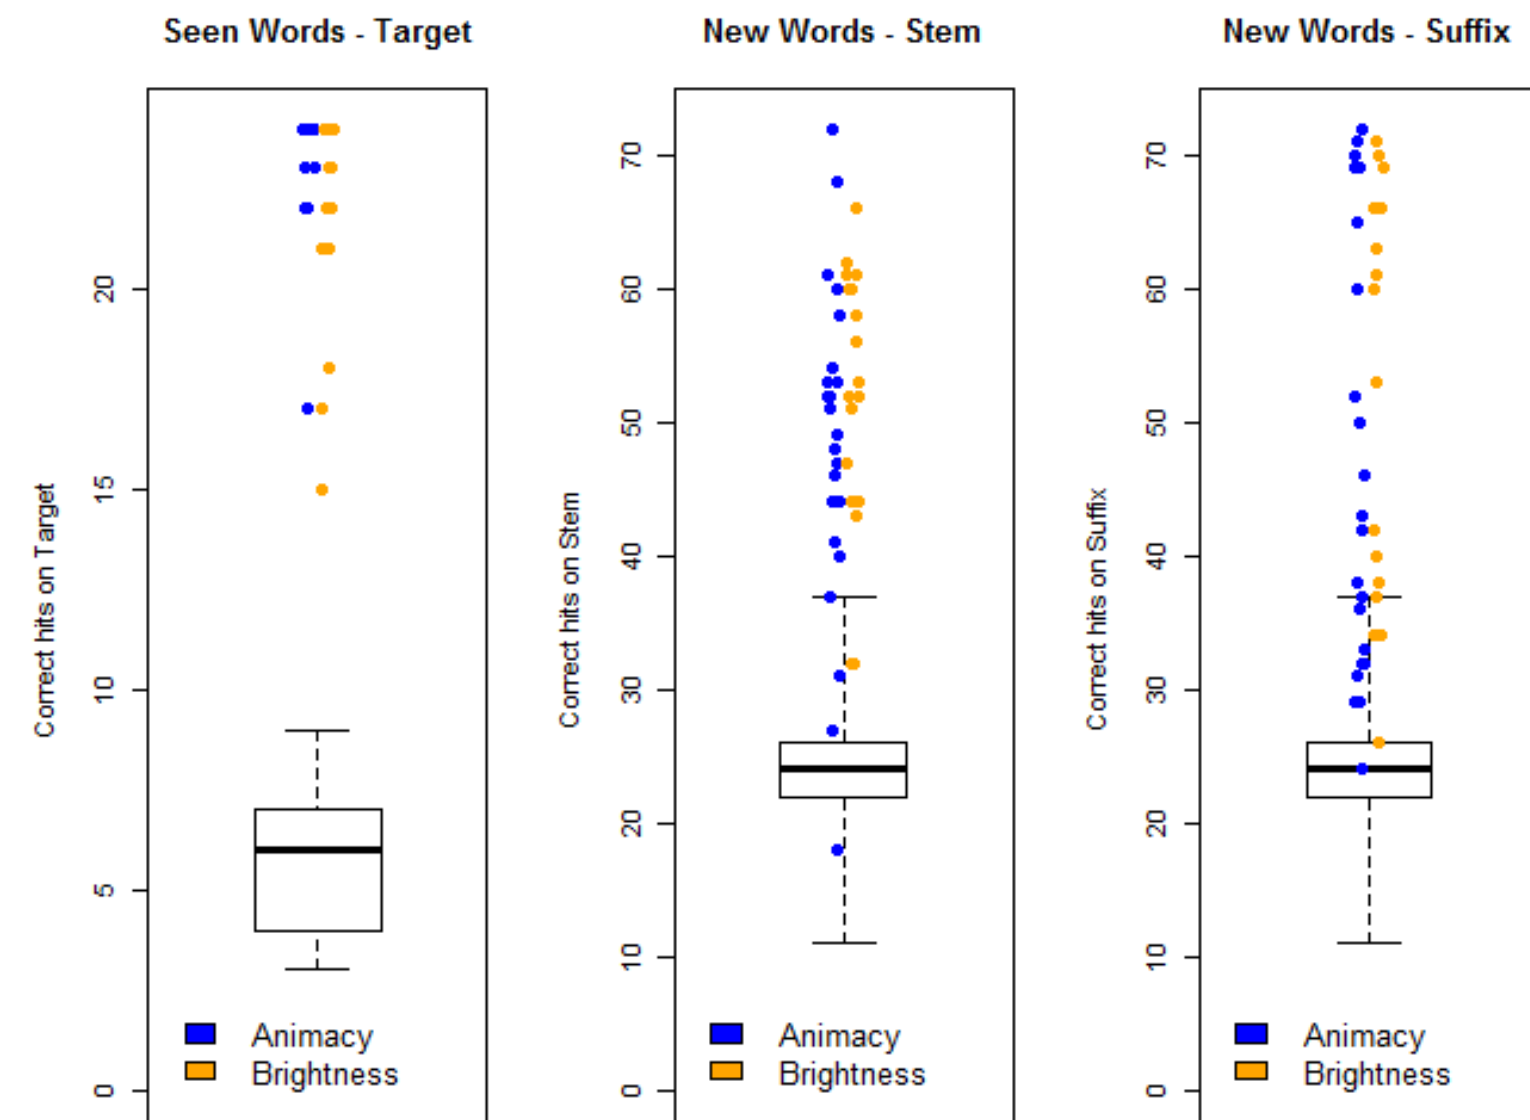 Seen Words - Target
Correct hits on Target
20
15
10
5
0
Animacy
Brightness
New Words - Stem
Correct hits on Stem
70
60
50
40
30
20
10
0
Animacy
Brightness
New Words - Suffix
Correct hits on Suffix
70
60
50
40
30
20
10
0
Animacy
Brightness